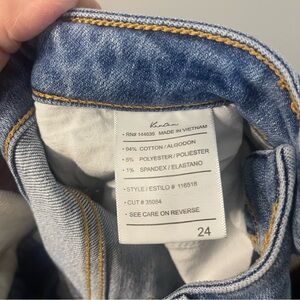 • RN# 144639 MADE IN VIETNAM
• 94% COTTON / ALGODON
• 5% POLYESTER / POLIESTER
• 1% SPANDEX / ELASTANO
• STYLE / ESTILO # 116518
• CUT # 35084
• SEE CARE ON REVERSE
24